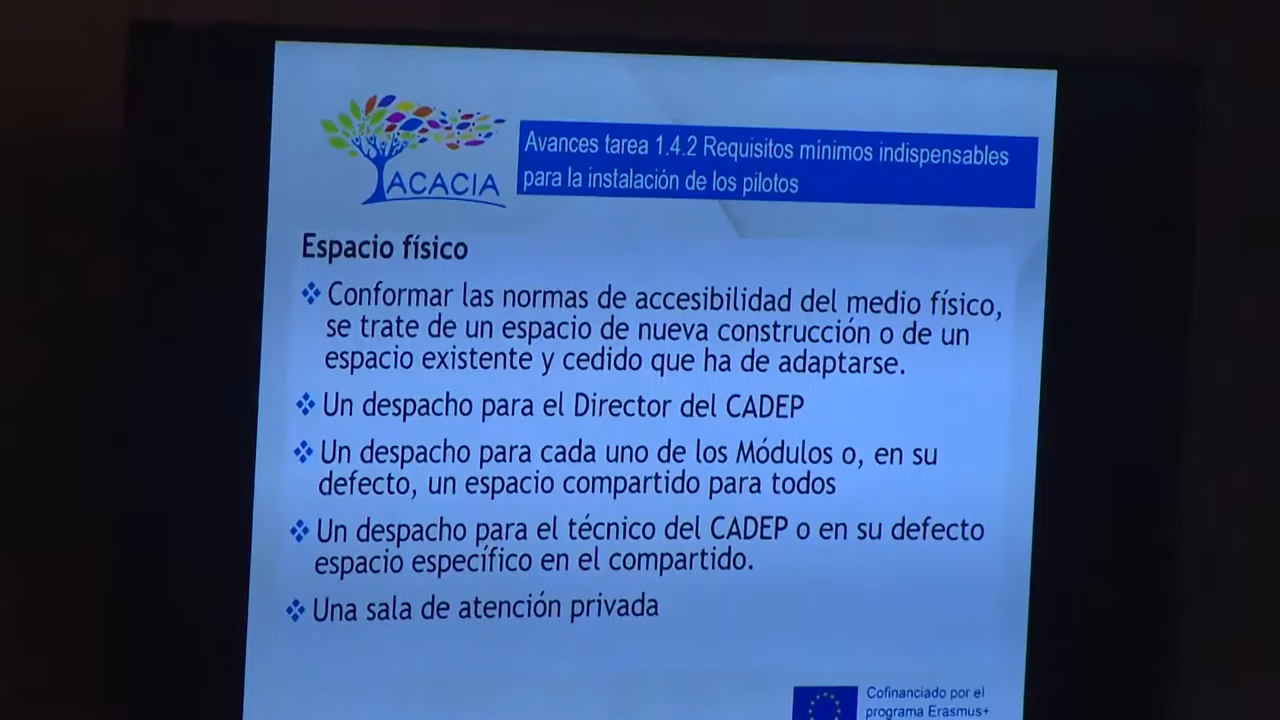 ACACIA
Avances tarea 1.4.2 Requisitos mínimos indispensables
para la instalación de los pilotos
Espacio físico
Conformar las normas de accesibilidad del medio físico,
se trate de un espacio de nueva construcción o de un
espacio existente y cedido que ha de adaptarse.
Un despacho para el Director del CADEP
Un despacho para cada uno de los Módulos o, en su
defecto, un espacio compartido para todos
Un despacho para el técnico del CADEP o en su defecto
espacio específico en el compartido.
Una sala de atención privada
Cofinanciado por el
programa Erasmus+